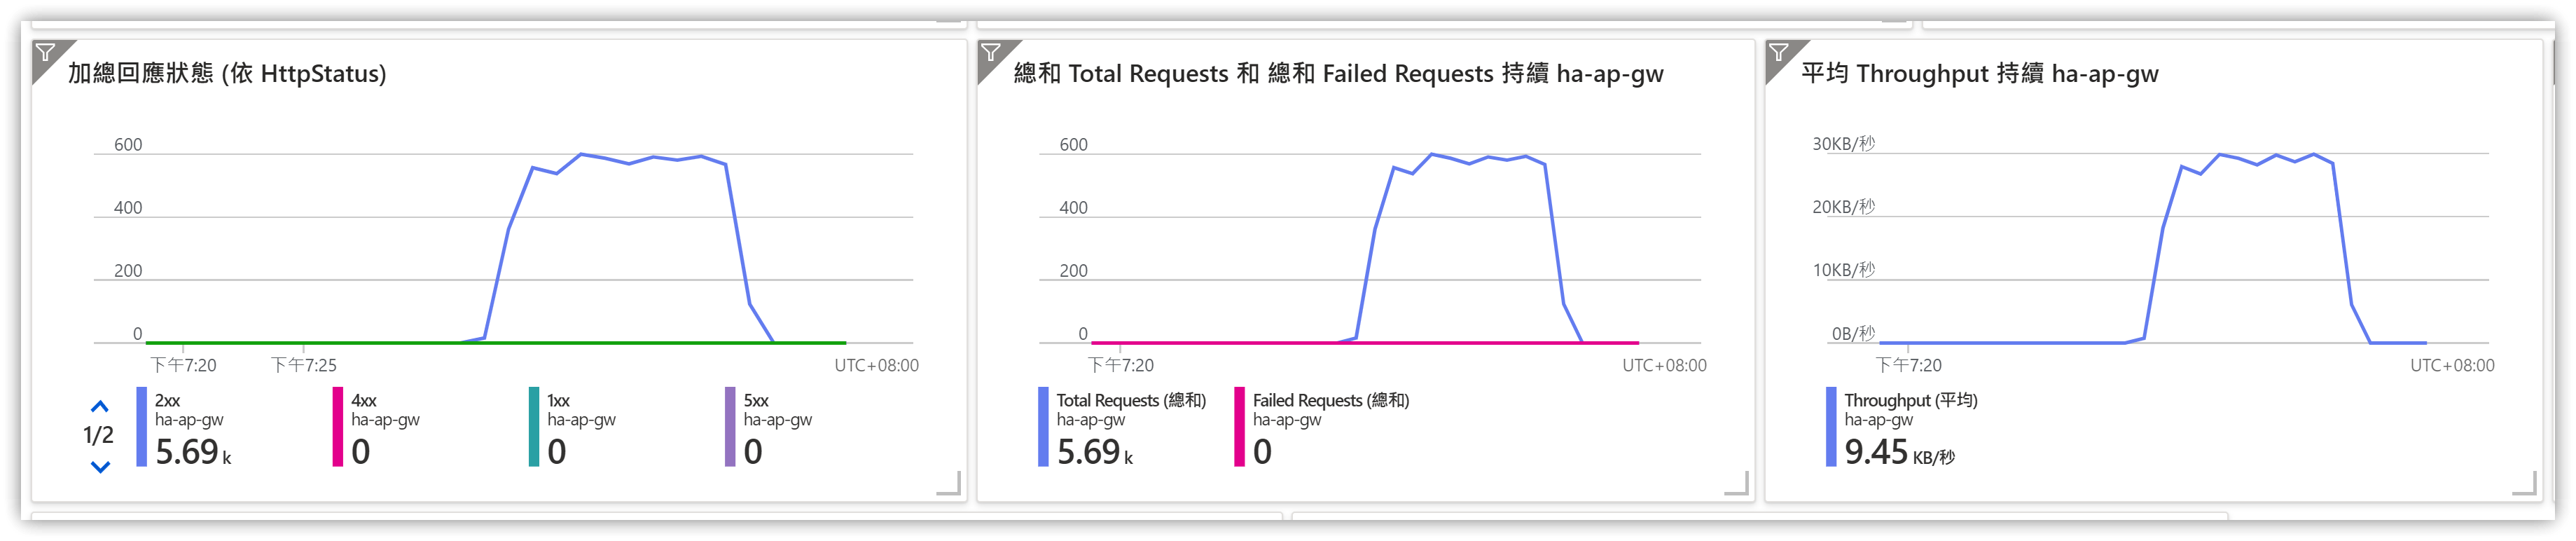 加總回應狀態 (依 HttpStatus)
600
400
200
0
下午7:20
下午7:25
UTC+08:00
1/2
2xx
ha-ap-gw
5.69 k
4xx
ha-ap-gw
0
1xx
ha-ap-gw
0
5xx
ha-ap-gw
0
總和 Total Requests 和 總和 Failed Requests 持續 ha-ap-gw
600
400
200
0
下午7:20
UTC+08:00
Total Requests (總和)
ha-ap-gw
5.69 k
Failed Requests (總和)
ha-ap-gw
0
平均 Throughput 持續 ha-ap-gw
30KB/秒
20KB/秒
10KB/秒
0B/秒
下午7:20
UTC+08:00
Throughput (平均)
ha-ap-gw
9.45 KB/秒